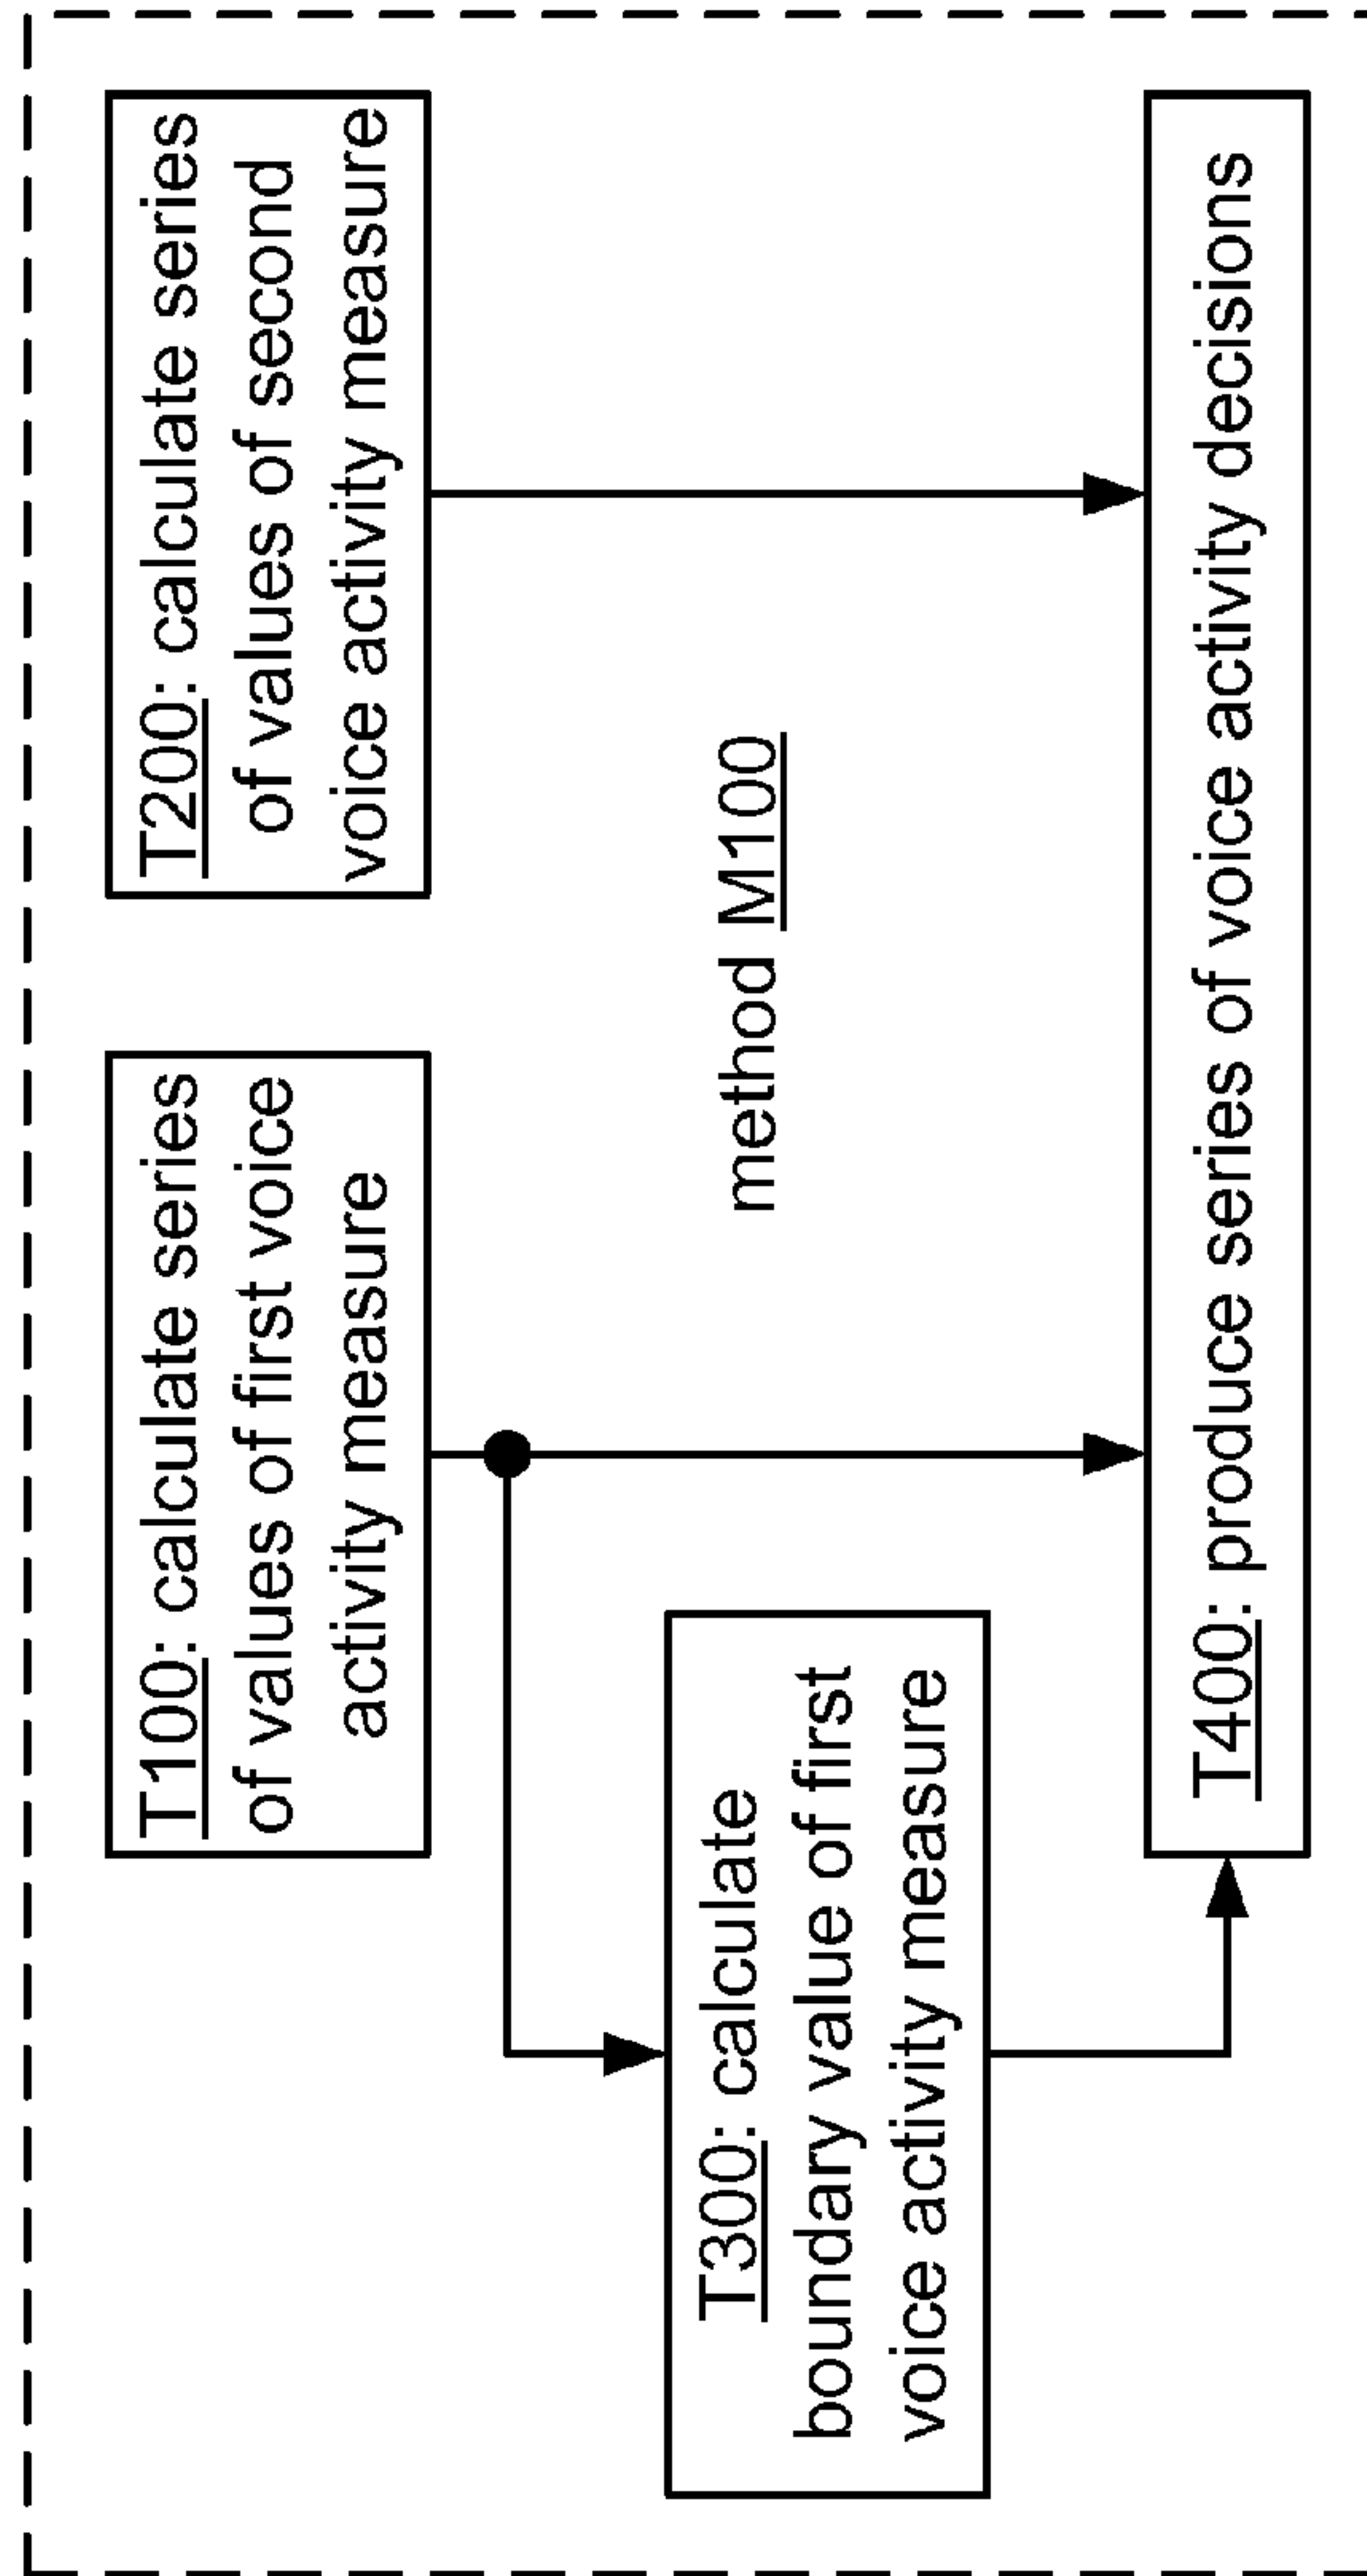 T100: calculate series
of values of first voice
activity measure
T200: calculate series
of values of second
voice activity measure
T300: calculate
boundary value of first
voice activity measure
method M100
T400: produce series of voice activity decisions